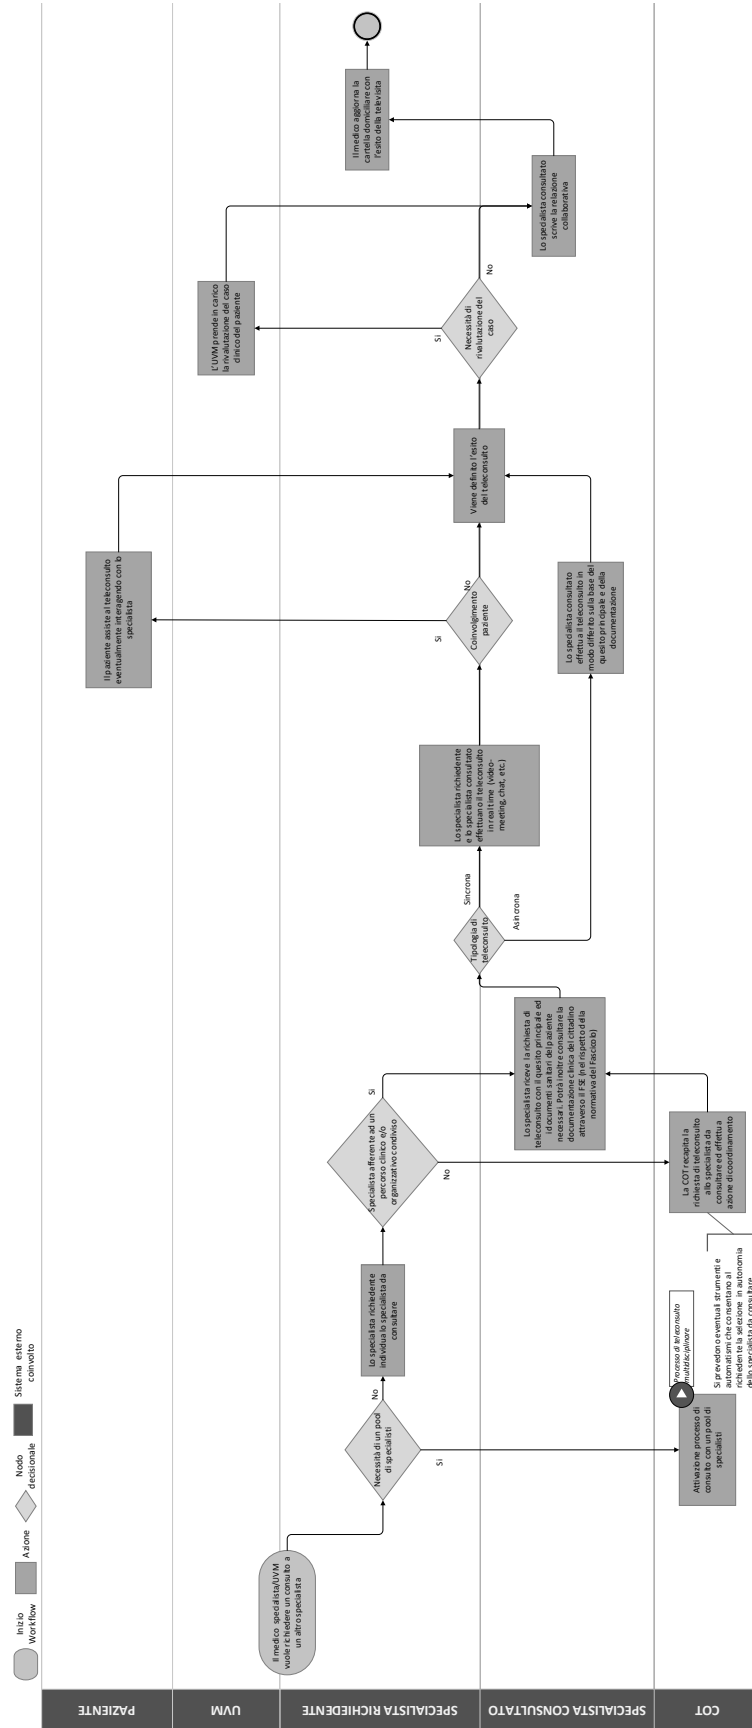 Inizio
Workflow
Azione
Nodo
decisionale
Sistema esterno
coinvolto
PAZIENTE
UVM
SPECIALISTA RICHIEDENTE
SPECIALISTA CONSULTATO
COT
Il medico specialista/UVM
vuole richiedere un consulto a
un altro specialista
Necessità di un pool
di specialisti
Si
No
Attivazione processo di
consulto con un pool di
specialisti
Processo di teleconsulto
multidisciplinare
Lo specialista richiedente
individua lo specialista da
consultare
Si prevedono eventuali strumenti e
automatismi che consentano al
richiedente la selezione in autonomia
dello specialista da consultare
Specialista afferente ad un
percorso clinico e/o
organizzativo condiviso
Si
No
La COT recapita la
richiesta di teleconsulto
allo specialista da
consultare ed effettua
azione di coordinamento
Lo specialista riceve la richiesta di
teleconsulto con il quesito principale ed
i documenti sanitari del paziente
necessari. Potrà inoltre consultare la
documentazione clinica del cittadino
attraverso il FSE (nel rispetto della
normativa del Fascicolo)
Tipologia di
teleconsulto
Sincrona
Asincrona
Lo specialista richiedente
e lo specialista consultato
effettuano il teleconsulto
in real time (video-
meeting, chat, etc.)
Coinvolgimento
paziente
Si
No
Il paziente assiste al teleconsulto
eventualmente interagendo con lo
specialista
Lo specialista consultato
effettua il teleconsulto in
modo differito sulla base del
quesito principale e della
documentazione
Viene definito l'esito
del teleconsulto
Necessità di
rivalutazione del
caso
Si
No
L'UVM prende in carico
la rivalutazione del caso
clinico del paziente
Lo specialista consultato
scrive la relazione
collaborativa
Il medico aggiorna la
cartella domiciliare con
l'esito della televisita